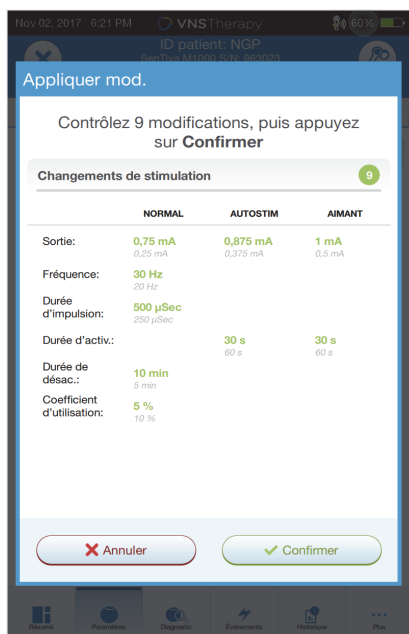 Nov 02, 2017 6:21 PM VNSTherapy 60%
ID patient: NGP
SenTiva M1000 S/N: 963023
Appliquer mod.
Contrôlez 9 modifications, puis appuyez
sur Confirmer
Changements de stimulation 9
NORMAL AUTOSTIM AIMANT
Sortie: 0,75 mA 0,875 mA 1 mA
0,25 mA 0,375 mA 0,5 mA
Fréquence: 30 Hz
20 Hz
Durée
d'impulsion: 500 µSec
250 µSec
Durée d'activ.: 30 s 30 s
60 s 60 s
Durée de
désac.: 10 min
5 min
Coefficient
d'utilisation: 5 %
10 %
Annuler Confirmer
Résumé Paramètres Diagnostic Événements Historique Plus